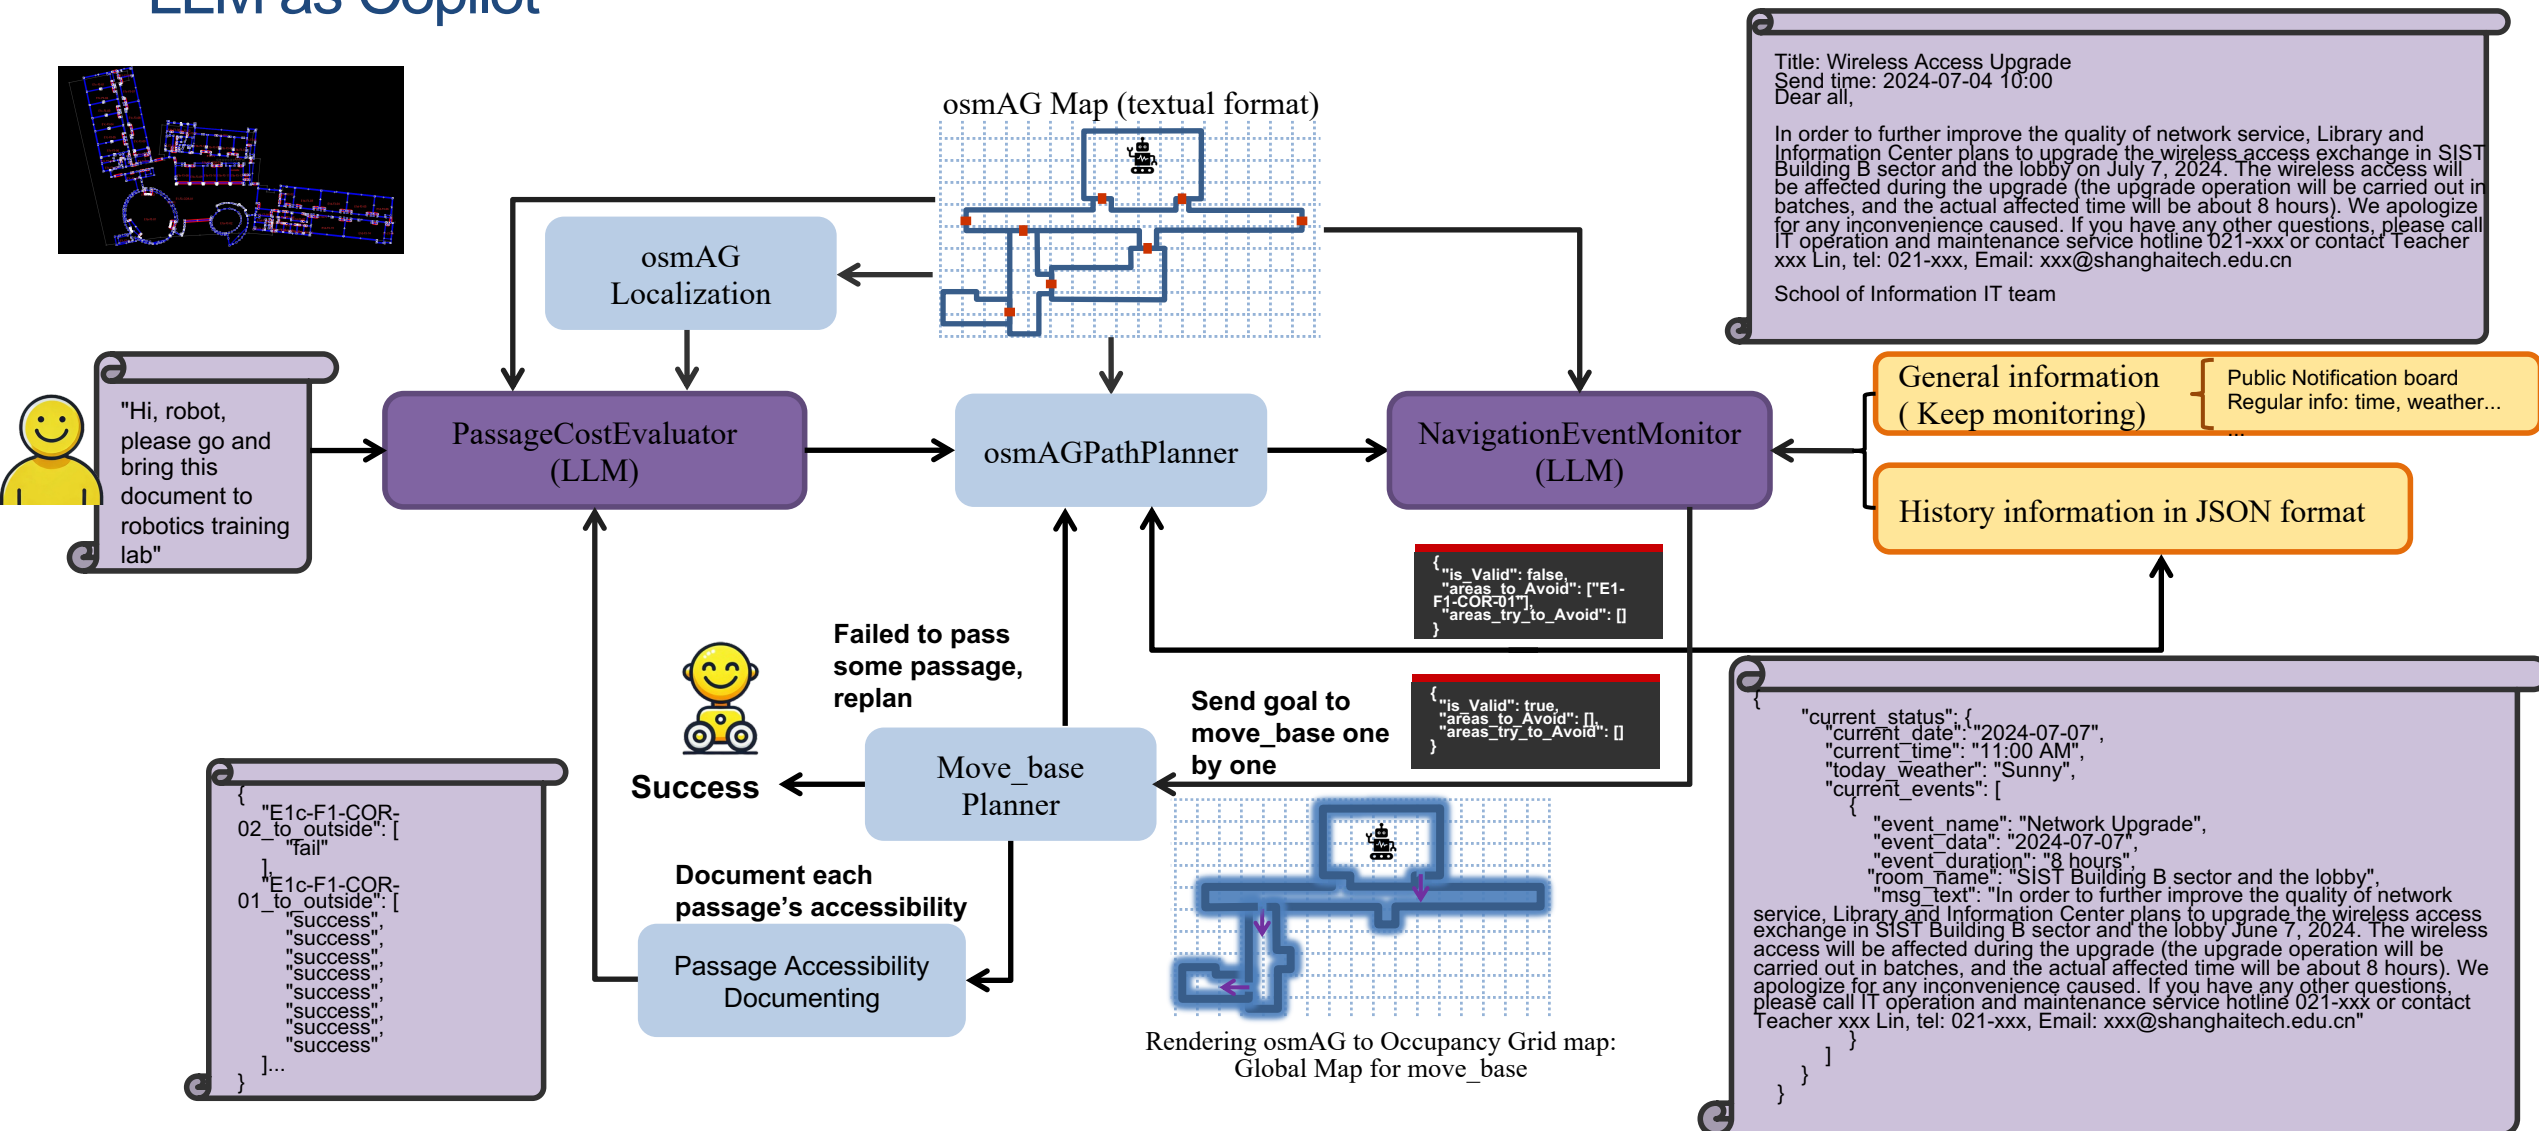 LLM as Copilot
osmAG Map (textual format)
osmAG
Localization
"Hi, robot,
please go and
bring this
document to
robotics training
lab"
PassageCostEvaluator
(LLM)
osmAGPathPlanner
NavigationEventMonitor
(LLM)
Title: Wireless Access Upgrade
Send time: 2024-07-04 10:00
Dear all,
In order to further improve the quality of network service, Library and
Information Center plans to upgrade the wireless access exchange in SIST
Building B sector and the lobby on July 7, 2024. The wireless access will
be affected during the upgrade (the upgrade operation will be carried out in
batches, and the actual affected time will be about 8 hours). We apologize
for any inconvenience caused. If you have any other questions, please call
IT operation and maintenance service hotline 021-xxx or contact Teacher
xxx Lin, tel: 021-xxx, Email: xxx@shanghaitech.edu.cn
School of Information IT team
General information
( Keep monitoring)
Public Notification board
Regular info: time, weather...
...
History information in JSON format
{
"is_Valid": false,
"areas_to_Avoid": ["E1-
F1-COR-01"],
"areas_try_to_Avoid": []
}
{
"is_Valid": true,
"areas_to_Avoid": [],
"areas_try_to_Avoid": []
}
Failed to pass
some passage,
replan
Send goal to
move_base one
by one
Success
Move_base
Planner
Document each
passage's accessibility
Passage Accessibility
Documenting
{
"E1c-F1-COR-
02_to_outside": [
"fail"
],
"E1c-F1-COR-
01_to_outside": [
"success",
"success",
"success",
"success",
"success",
"success",
"success",
"success"
]...
}
Rendering osmAG to Occupancy Grid map:
Global Map for move_base
{
"current_status": {
"current_date": "2024-07-07",
"current_time": "11:00 AM",
"today_weather": "Sunny",
"current_events": [
{
"event_name": "Network Upgrade",
"event_data": "2024-07-07",
"event_duration": "8 hours",
"room_name": "SIST Building B sector and the lobby",
"msg_text": "In order to further improve the quality of network
service, Library and Information Center plans to upgrade the wireless access
exchange in SIST Building B sector and the lobby June 7, 2024. The wireless
access will be affected during the upgrade (the upgrade operation will be
carried out in batches, and the actual affected time will be about 8 hours). We
apologize for any inconvenience caused. If you have any other questions,
please call IT operation and maintenance service hotline 021-xxx or contact
Teacher xxx Lin, tel: 021-xxx, Email: xxx@shanghaitech.edu.cn"
}
]
}
}